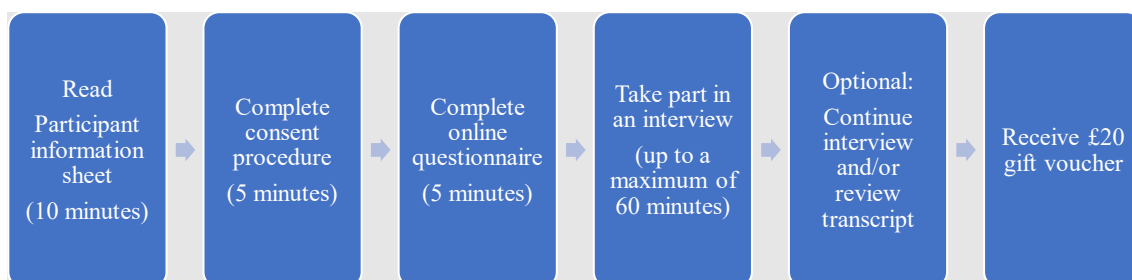 Read
Participant
information
sheet
(10 minutes)
Complete
consent
procedure
(5 minutes)
Complete
online
questionnaire
(5 minutes)
Take part in
an interview
(up to a
maximum of
60 minutes)
Optional:
Continue
interview
and/or
review
transcript
Receive £20
gift voucher